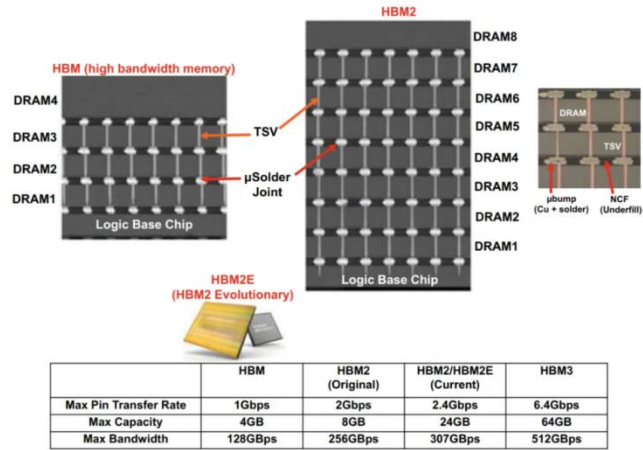 HBM2
HBM (high bandwidth memory)
DRAM4
DRAM3
DRAM2
DRAM1
Logic Base Chip
TSV
µSolder
Joint
DRAM8
DRAM7
DRAM6
DRAM5
DRAM4
DRAM3
DRAM2
DRAM1
Logic Base Chip
DRAM
TSV
µbump
(Cu + solder)
NCF
(Underfill)
HBM2E
(HBM2 Evolutionary)
HBM HBM2 (Original) HBM2/HBM2E (Current) HBM3
Max Pin Transfer Rate 1Gbps 2Gbps 2.4Gbps 6.4Gbps
Max Capacity 4GB 8GB 24GB 64GB
Max Bandwidth 128GBps 256GBps 307GBps 512GBps